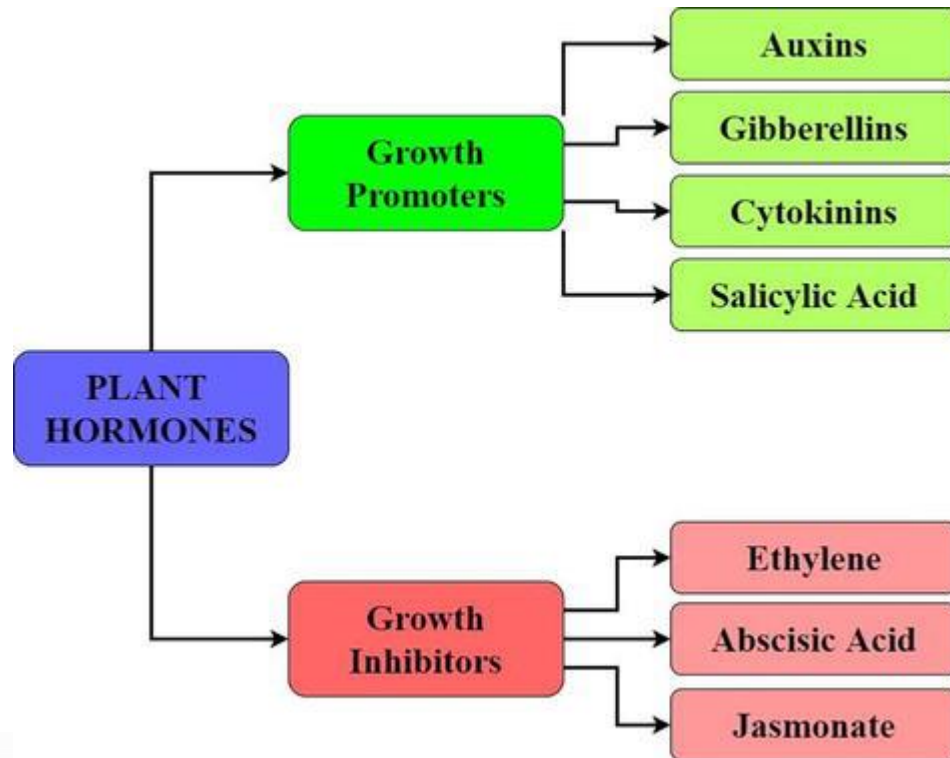 Auxins
Growth
Promoters
Gibberellins
Cytokinins
Salicylic Acid
PLANT
HORMONES
Ethylene
Growth
Inhibitors
Abscisic Acid
Jasmonate